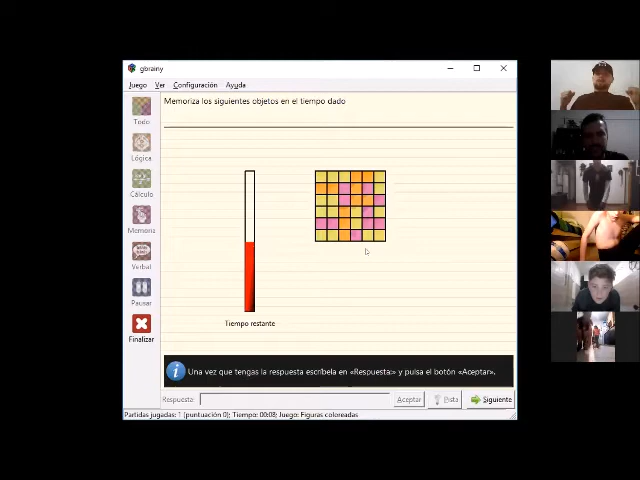 gbrainy
Juego Ver Configuración Ayuda
Memoriza los siguientes objetos en el tiempo dado
Todo
Lógica
Cálculo
Memoria
Verbal
Pausar
Finalizar
Tiempo restante
Una vez que tengas la respuesta escríbela en «Respuesta:» y pulsa el botón «Aceptar».
Respuesta: Aceptar Pista Siguiente
Partidas jugadas: 1 (puntuación 0); Tiempo: 00:08; Juego: Figuras coloreadas